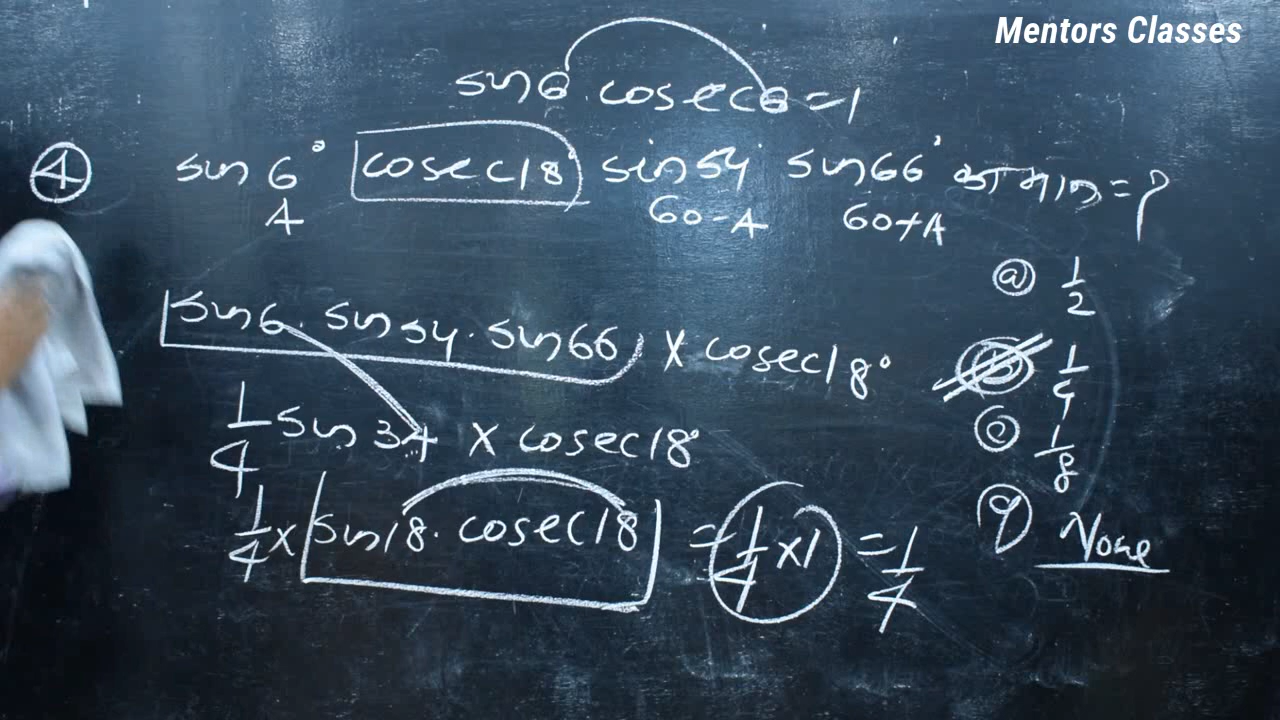 Mentors Classes
sinθ. cosecθ = 1
④ sin 6° cosec18° sin54° sin66° का मान = ?
A 60-A 60+A
ⓐ 1/2
sin6. sin54. sin66 × cosec18°
ⓑ 1/4
1/4 sin 3A × cosec18°
ⓒ 1/8
1/4 × sin18. cosec18 = 1/4 ×1 = 1/4
ⓓ None